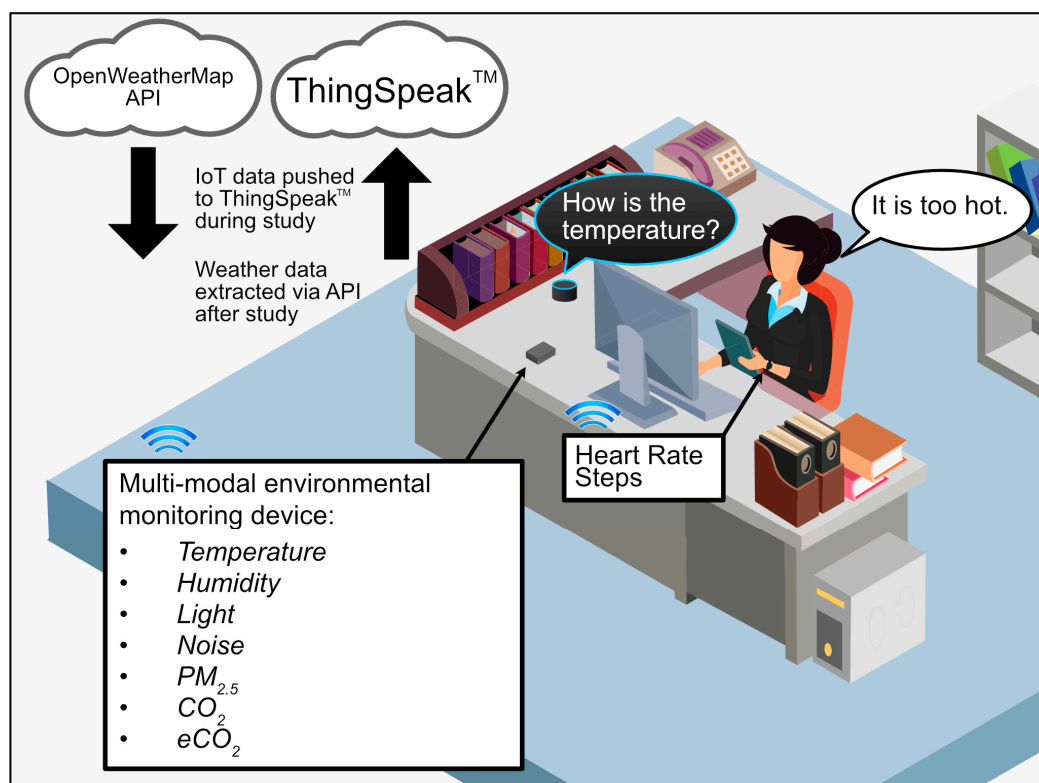 OpenWeatherMap
API
ThingSpeak™
IoT data pushed
to ThingSpeak™
during study
Weather data
extracted via API
after study
How is the
temperature?
It is too hot.
Heart Rate
Steps
Multi-modal environmental
monitoring device:
• Temperature
• Humidity
• Light
• Noise
• PM₂.₅
• CO₂
• eCO₂